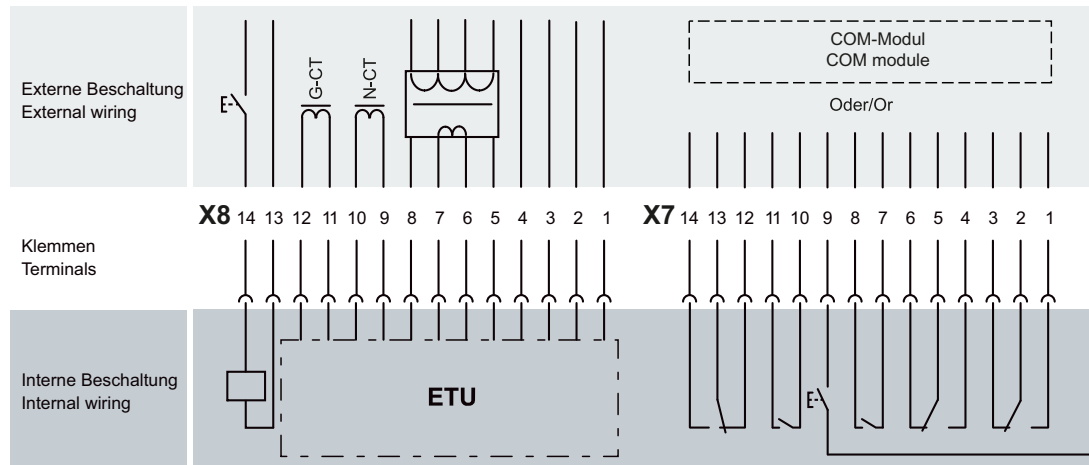 Externe Beschaltung
External wiring
G-CT
N-CT
COM-Modul
COM module
Oder/Or
Klemmen
Terminals
X8 14 13 12 11 10 9 8 7 6 5 4 3 2 1
X7 14 13 12 11 10 9 8 7 6 5 4 3 2 1
Interne Beschaltung
Internal wiring
ETU